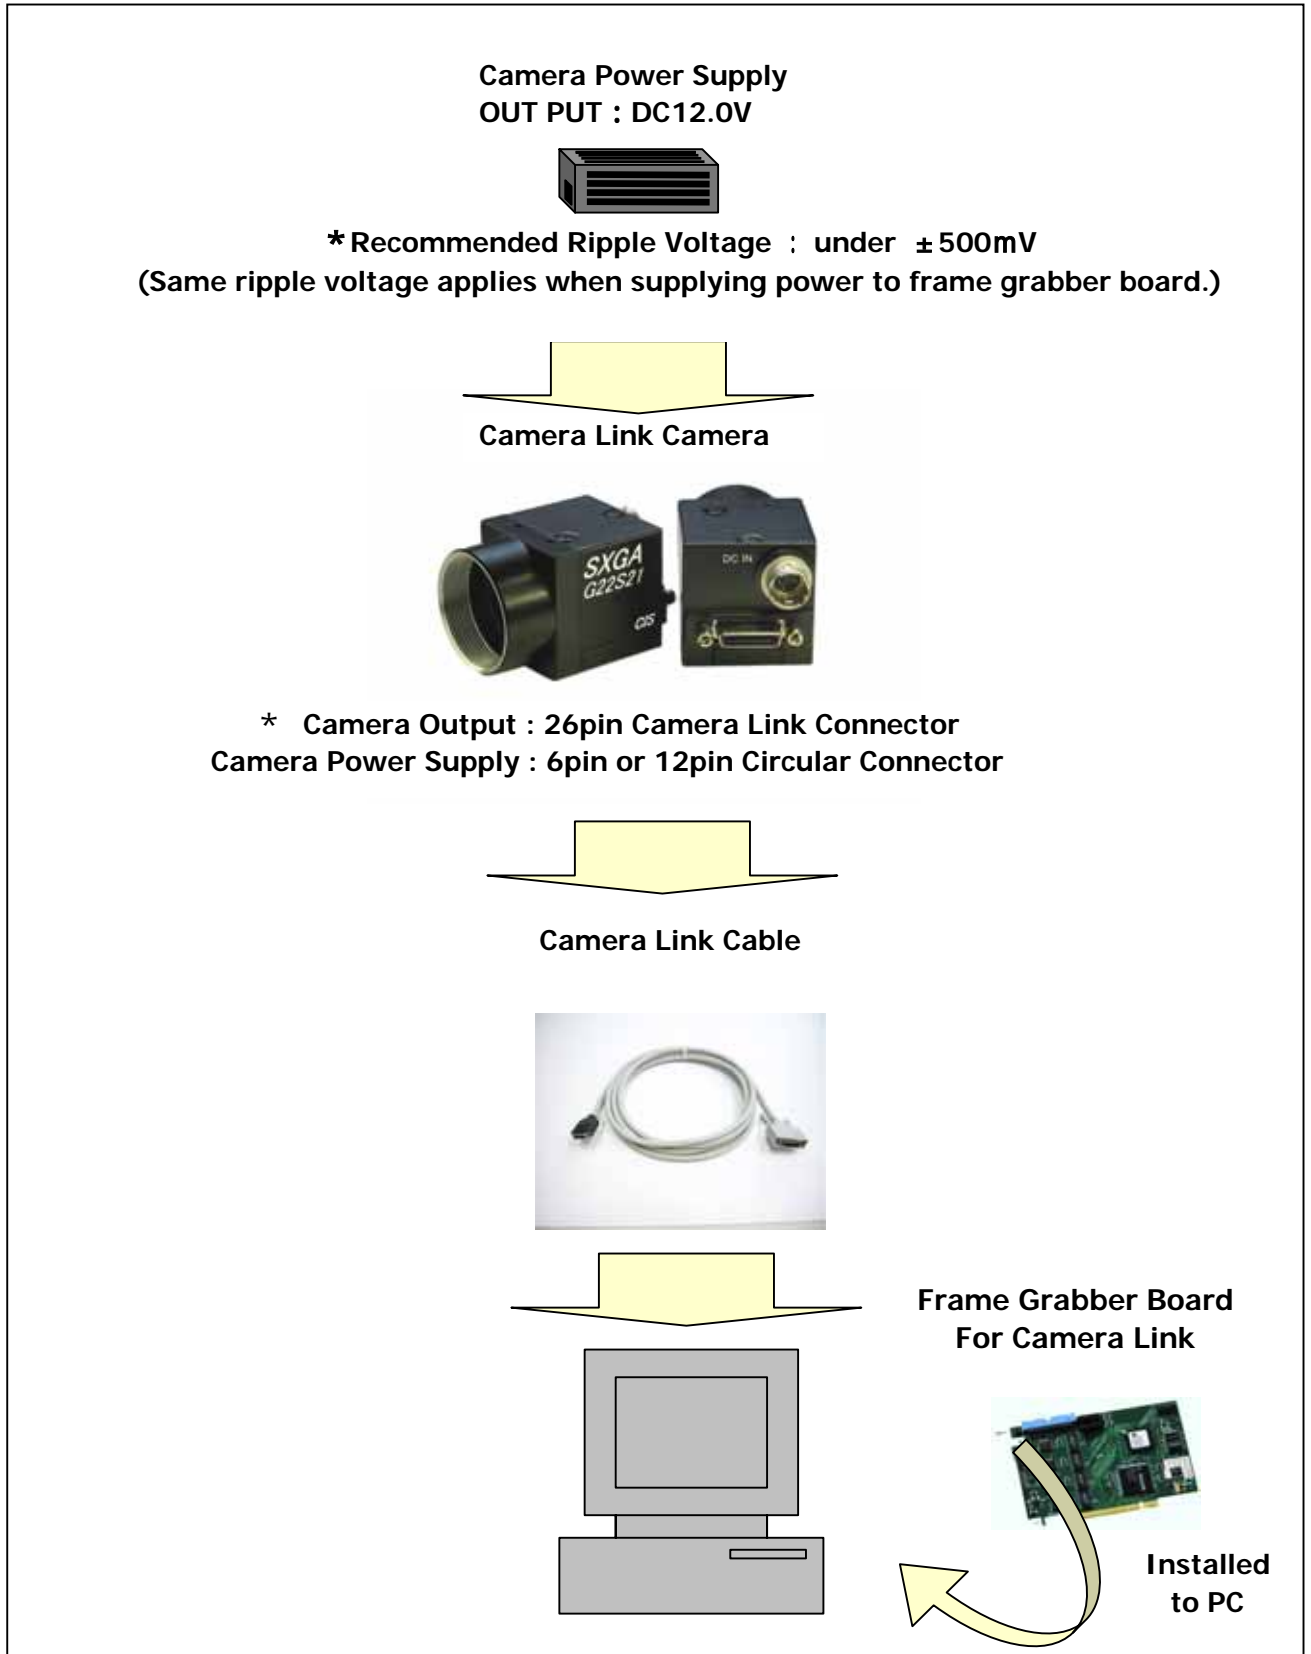 Camera Power Supply
OUT PUT : DC12.0V
*Recommended Ripple Voltage : under ±500mV
(Same ripple voltage applies when supplying power to frame grabber board.)
Camera Link Camera
SXGA
G22S21
CIS
DC IN
* Camera Output : 26pin Camera Link Connector
Camera Power Supply : 6pin or 12pin Circular Connector
Camera Link Cable
Frame Grabber Board
For Camera Link
Installed
to PC